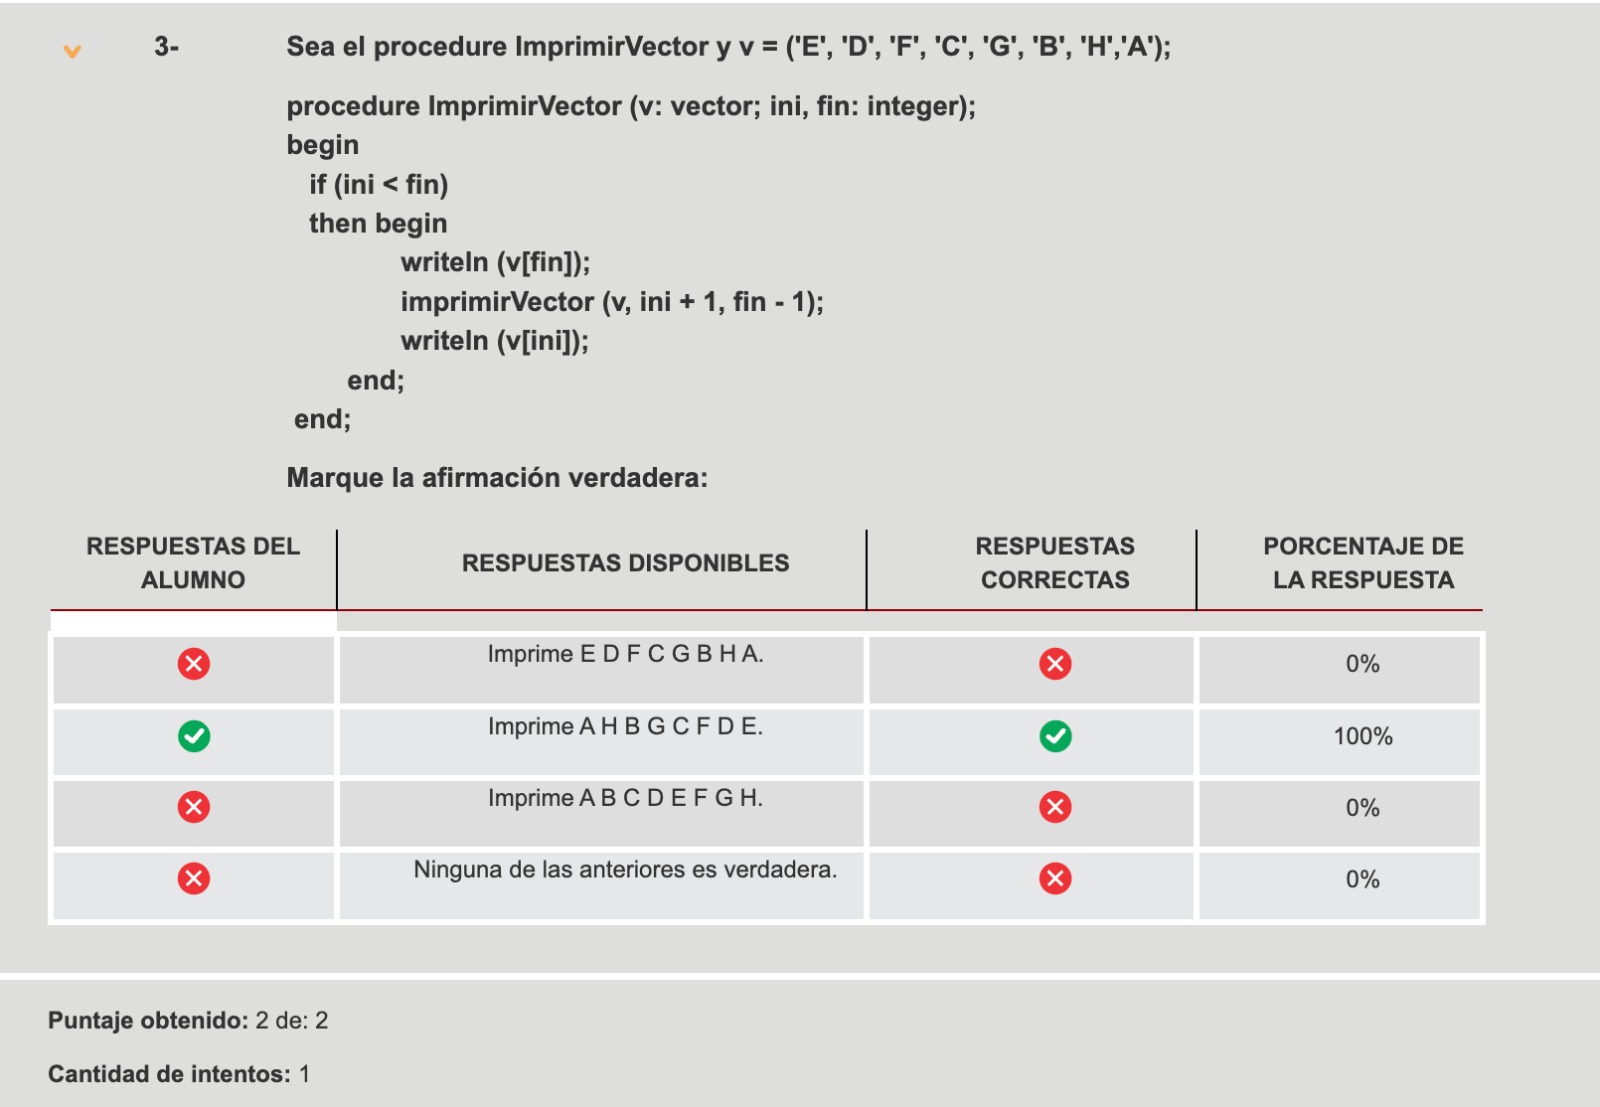 3- Sea el procedure ImprimirVector y v = ('E', 'D', 'F', 'C', 'G', 'B', 'H','A');
procedure ImprimirVector (v: vector; ini, fin: integer);
begin
if (ini < fin)
then begin
writeln (v[fin]);
imprimirVector (v, ini + 1, fin - 1);
writeln (v[ini]);
end;
end;
Marque la afirmación verdadera:
RESPUESTAS DEL ALUMNO
RESPUESTAS DISPONIBLES
RESPUESTAS CORRECTAS
PORCENTAJE DE LA RESPUESTA
Imprime E D F C G B H A. 0%
Imprime A H B G C F D E. 100%
Imprime A B C D E F G H. 0%
Ninguna de las anteriores es verdadera. 0%
Puntaje obtenido: 2 de: 2
Cantidad de intentos: 1